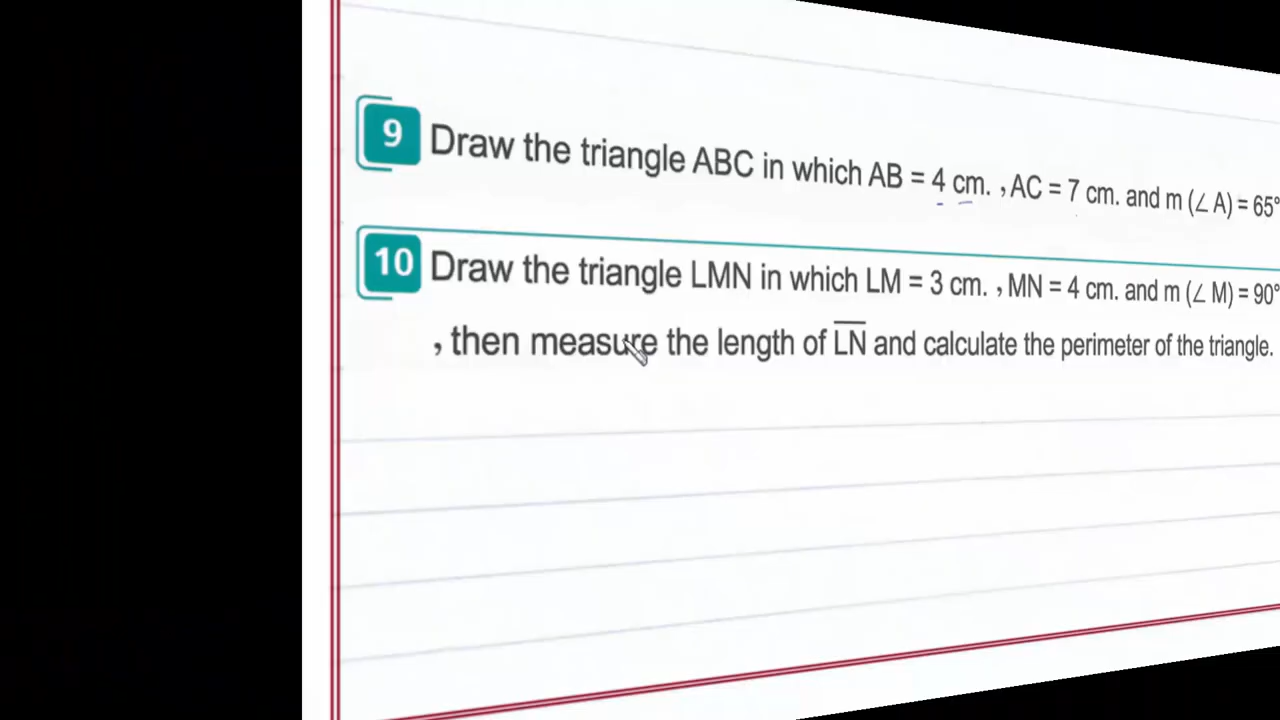 9 Draw the triangle ABC in which AB = 4 cm. , AC = 7 cm. and m (∠ A) = 65°
10 Draw the triangle LMN in which LM = 3 cm. , MN = 4 cm. and m (∠ M) = 90°
, then measure the length of L̅N̅ and calculate the perimeter of the triangle.